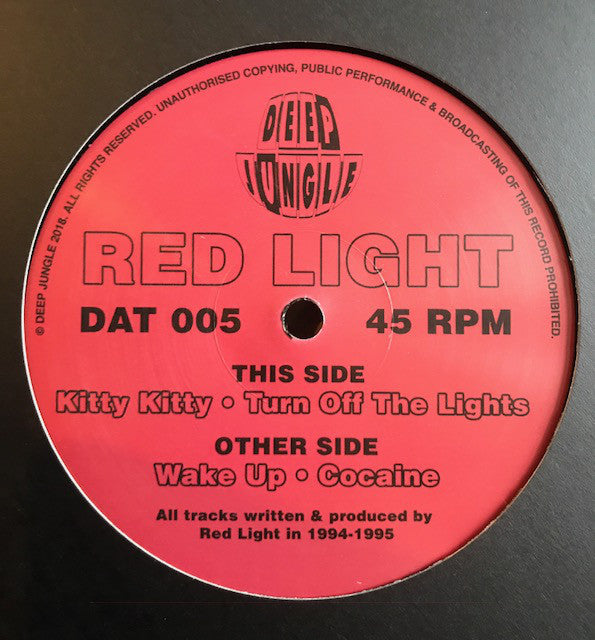 © DEEP JUNGLE 2018. ALL RIGHTS RESERVED. UNAUTHORISED COPYING, PUBLIC PERFORMANCE & BROADCASTING OF THIS RECORD PROHIBITED.
DEEP
JUNGLE
RED LIGHT
DAT 005 45 RPM
THIS SIDE
Kitty Kitty • Turn Off The Lights
OTHER SIDE
Wake Up • Cocaine
All tracks written & produced by
Red Light in 1994-1995